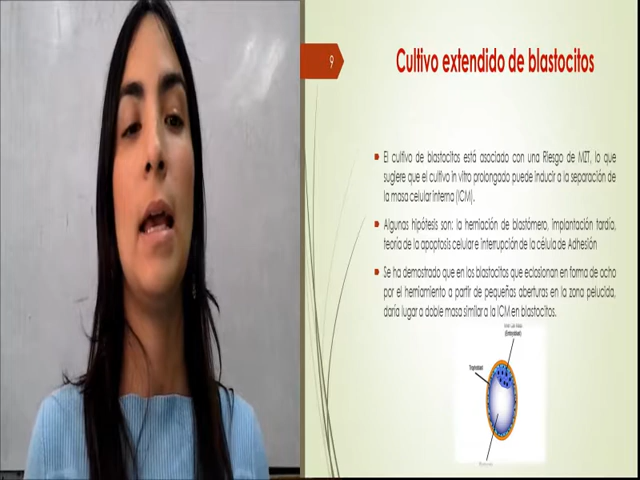 9
Cultivo extendido de blastocitos
El cultivo de blastocitos está asociado con una Riesgo de MZT, lo que
sugiere que el cultivo in vitro prolongado puede inducir a la separación de
la masa celular interna (ICM).
Algunas hipótesis son: la herniación de blastómero, implantación tardía,
teoría de la apoptosis celular e interrupción de la célula de Adhesión
Se ha demostrado que en los blastocitos que eclosionan en forma de ocho
por el herniamiento a partir de pequeñas aberturas en la zona pelucida,
daría lugar a doble masa similar a la ICM en blastocitos.
(Embryoblast)
Trophoblast